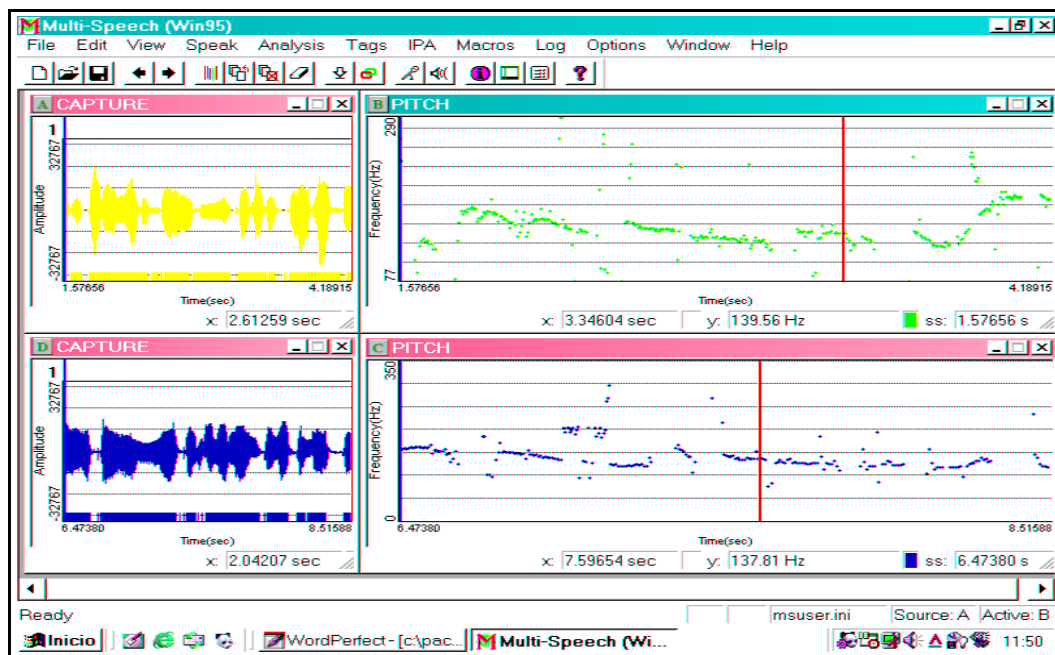 Multi-Speech (Win95)
File Edit View Speak Analysis Tags IPA Macros Log Options Window Help
A CAPTURE
1
32767
Amplitude
-32767
1.57656 4.18915
Time(sec)
x: 2.61259 sec
B PITCH
290
Frequency(Hz)
77
1.57656 4.18915
Time(sec)
x: 3.34604 sec y: 139.56 Hz ss: 1.57656 s
D CAPTURE
1
32767
Amplitude
-32767
6.47380 8.51588
Time(sec)
x: 2.04207 sec
C PITCH
350
Frequency(Hz)
0
6.47380 8.51588
Time(sec)
x: 7.59654 sec y: 137.81 Hz ss: 6.47380 s
Ready msuser.ini Source: A Active: B
Inicio WordPerfect - [c:\pac... Multi-Speech (Wi... 11:50